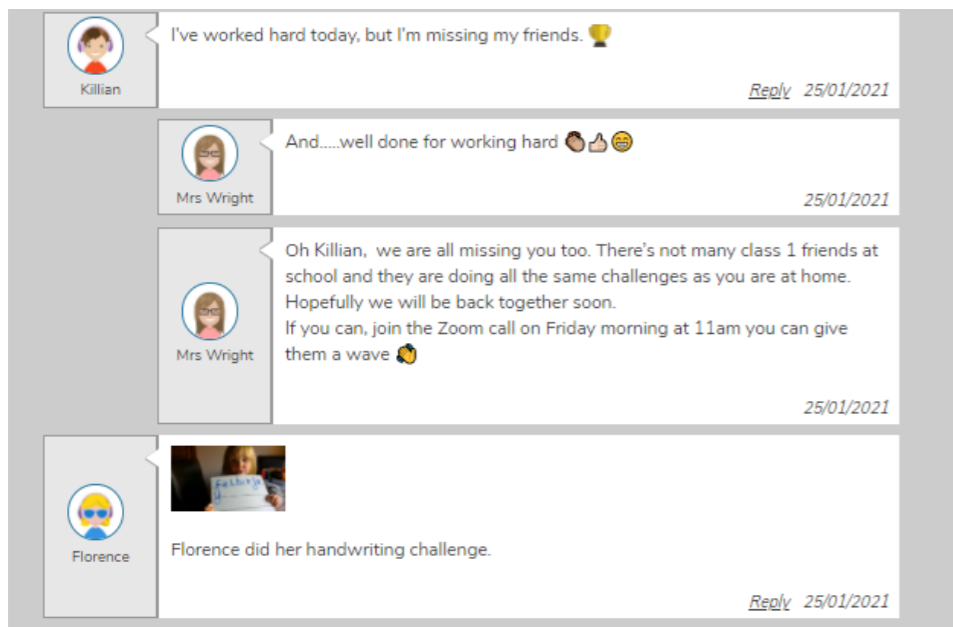 I've worked hard today, but I'm missing my friends. 🏆
Killian
Reply 25/01/2021
And.....well done for working hard 👏👍😁
Mrs Wright
25/01/2021
Oh Killian, we are all missing you too. There's not many class 1 friends at
school and they are doing all the same challenges as you are at home.
Hopefully we will be back together soon.
If you can, join the Zoom call on Friday morning at 11am you can give
them a wave 👋
Mrs Wright
25/01/2021
Florence did her handwriting challenge.
Florence
Reply 25/01/2021